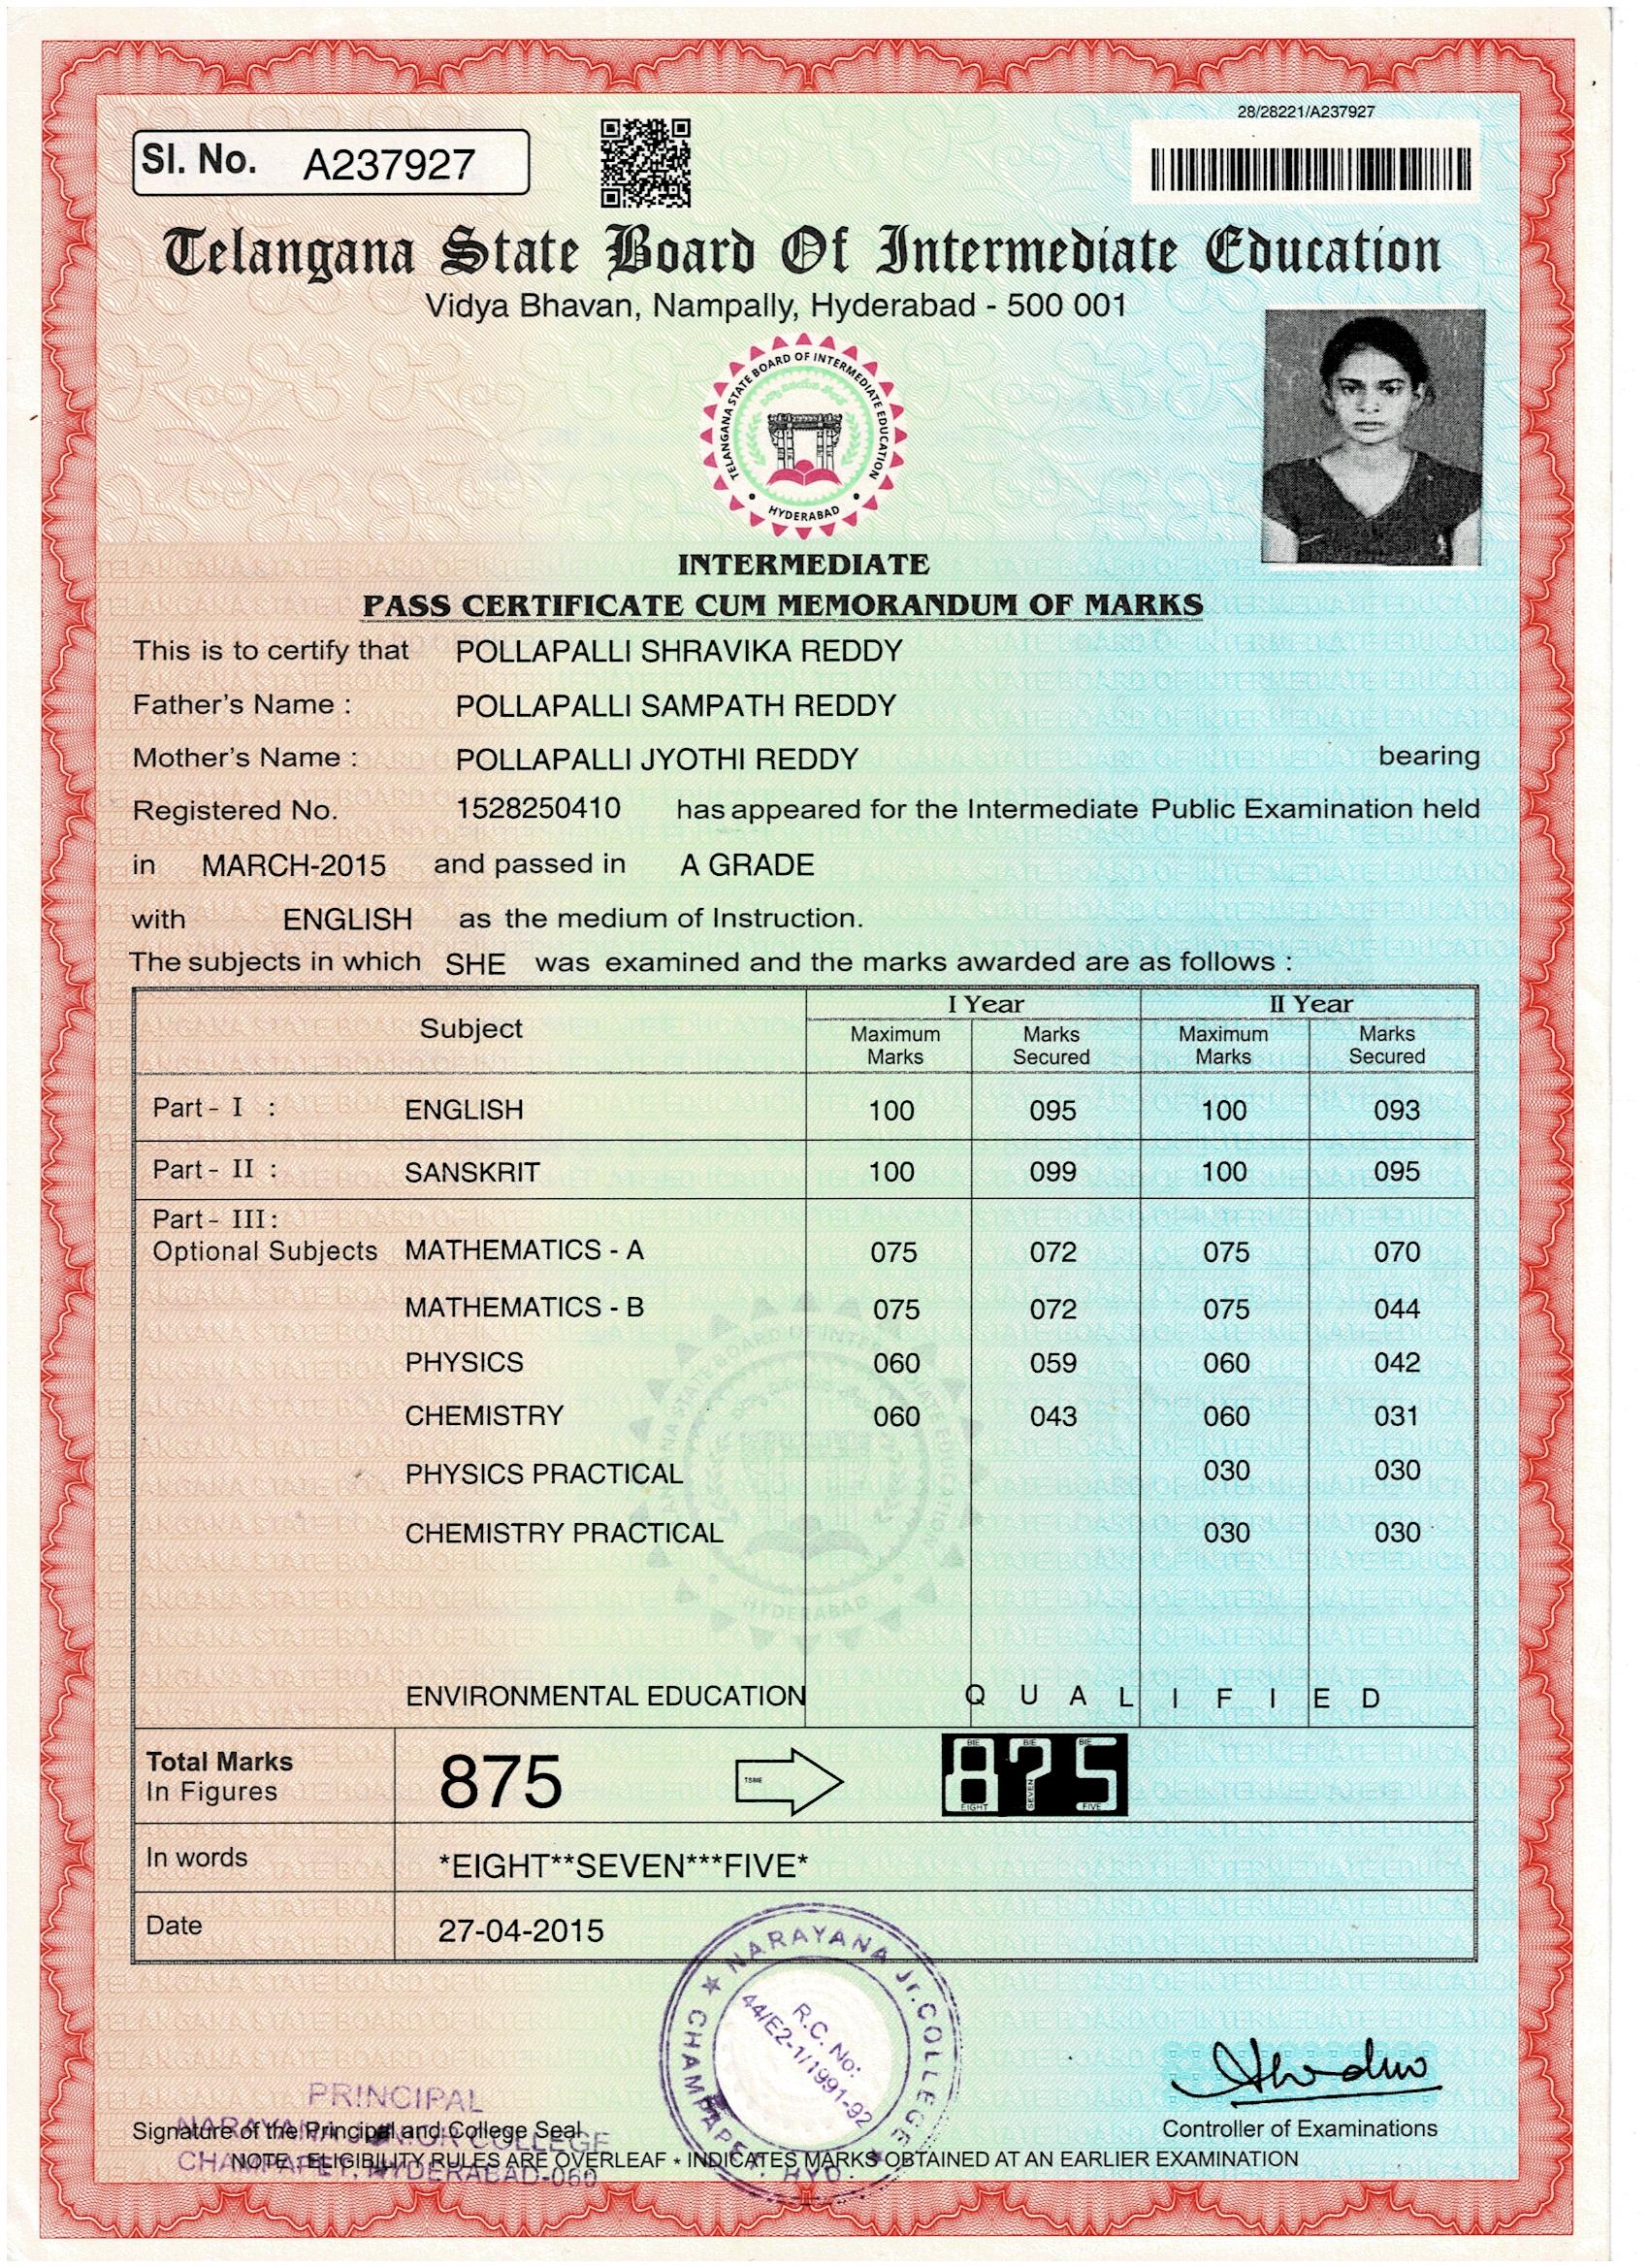 28/28221/A237927
Sl. No. A237927
Telangana State Board Of Intermediate Education
Vidya Bhavan, Nampally, Hyderabad - 500 001
TELANGANA STATE BOARD OF INTERMEDIATE EDUCATION
HYDERABAD
INTERMEDIATE
PASS CERTIFICATE CUM MEMORANDUM OF MARKS
This is to certify that POLLAPALLI SHRAVIKA REDDY
Father's Name : POLLAPALLI SAMPATH REDDY
Mother's Name : POLLAPALLI JYOTHI REDDY bearing
Registered No. 1528250410 has appeared for the Intermediate Public Examination held
in MARCH-2015 and passed in A GRADE
with ENGLISH as the medium of Instruction.
The subjects in which SHE was examined and the marks awarded are as follows :
Subject I Year II Year
Maximum Marks Marks Secured Maximum Marks Marks Secured
Part - I : ENGLISH 100 095 100 093
Part - II : SANSKRIT 100 099 100 095
Part - III:
Optional Subjects MATHEMATICS - A 075 072 075 070
MATHEMATICS - B 075 072 075 044
PHYSICS 060 059 060 042
CHEMISTRY 060 043 060 031
PHYSICS PRACTICAL 030 030
CHEMISTRY PRACTICAL 030 030
ENVIRONMENTAL EDUCATION Q U A L I F I E D
Total Marks
In Figures 875 TSBIE 875
BIE BIE BIE
EIGHT SEVEN FIVE
In words *EIGHT**SEVEN***FIVE*
Date 27-04-2015
NARAYANA Jr. COLLEGE
CHAMPAPET, HYD.
R.C. No:
44/E2-1/1991-92
PRINCIPAL
NARAYANA JUNIOR COLLEGE
CHAMPAPET, HYDERABAD-060
Signature of the Principal and College Seal
Controller of Examinations
NOTE : ELIGIBILITY RULES ARE OVERLEAF * INDICATES MARKS OBTAINED AT AN EARLIER EXAMINATION